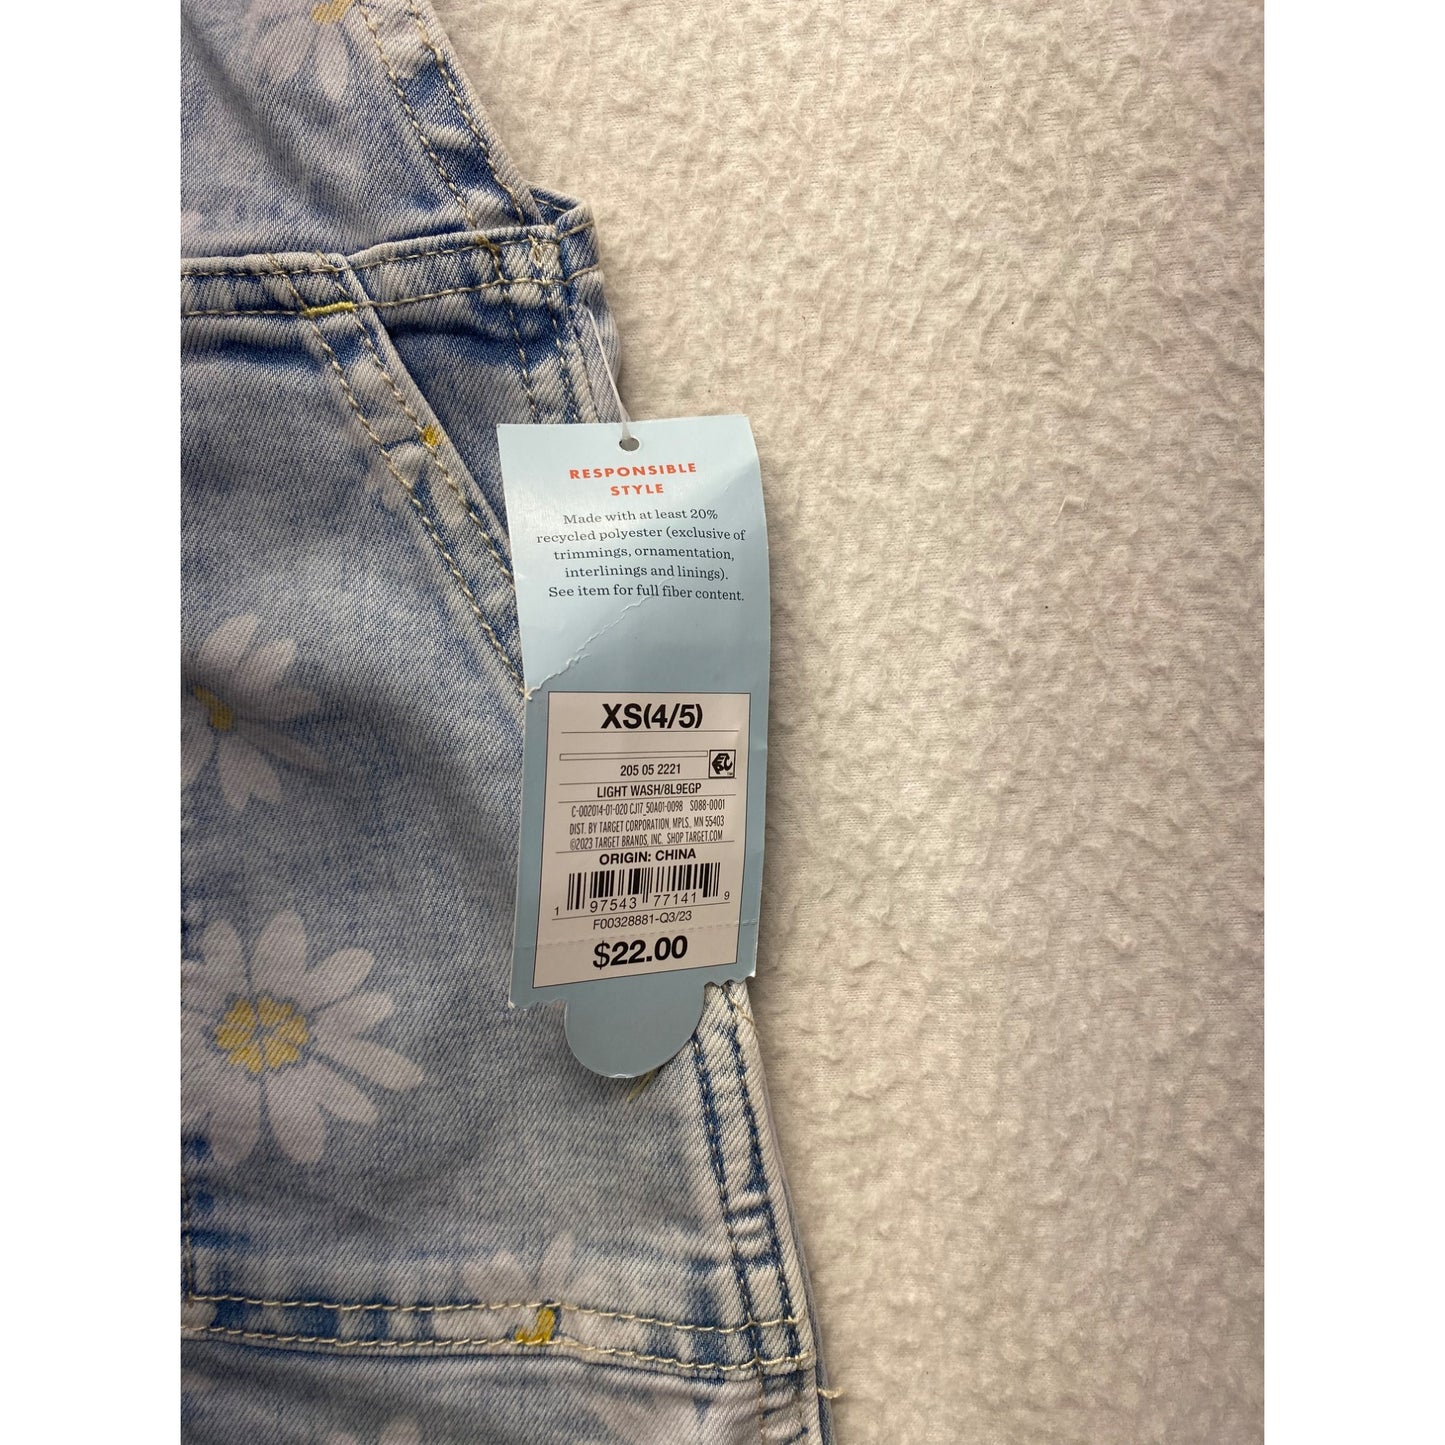 RESPONSIBLE
STYLE
Made with at least 20%
recycled polyester (exclusive of
trimmings, ornamentation,
interlinings and linings).
See item for full fiber content.
XS(4/5)
205 05 2221
LIGHT WASH/8L9EGP
C-002014-01-020 CJ17_50A01-0098 S088-0001
DIST. BY TARGET CORPORATION, MPLS, MN 55403
©2023 TARGET BRANDS, INC. SHOP TARGET.COM
ORIGIN: CHINA
1 97543 77141 9
F00328881-Q3/23
$22.00